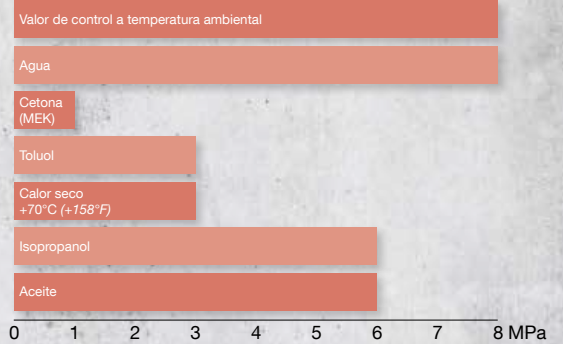 Valor de control a temperatura ambiental
Agua
Cetona
(MEK)
Toluol
Calor seco
+70°C (+158°F)
Isopropanol
Aceite
0 1 2 3 4 5 6 7 8 MPa